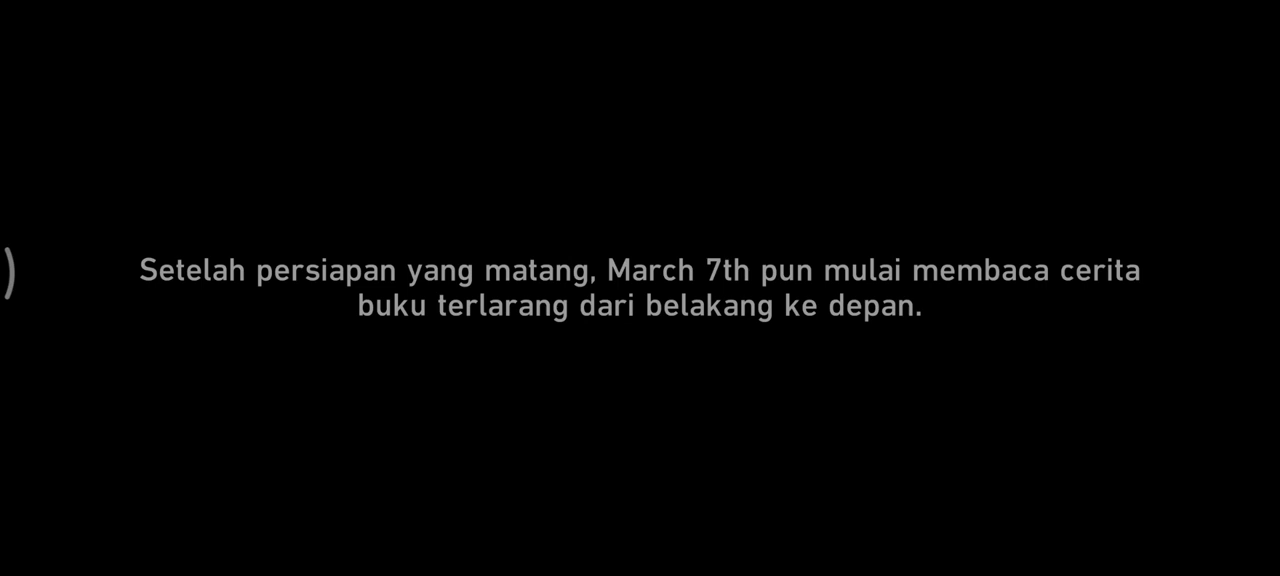 Setelah persiapan yang matang, March 7th pun mulai membaca cerita
buku terlarang dari belakang ke depan.